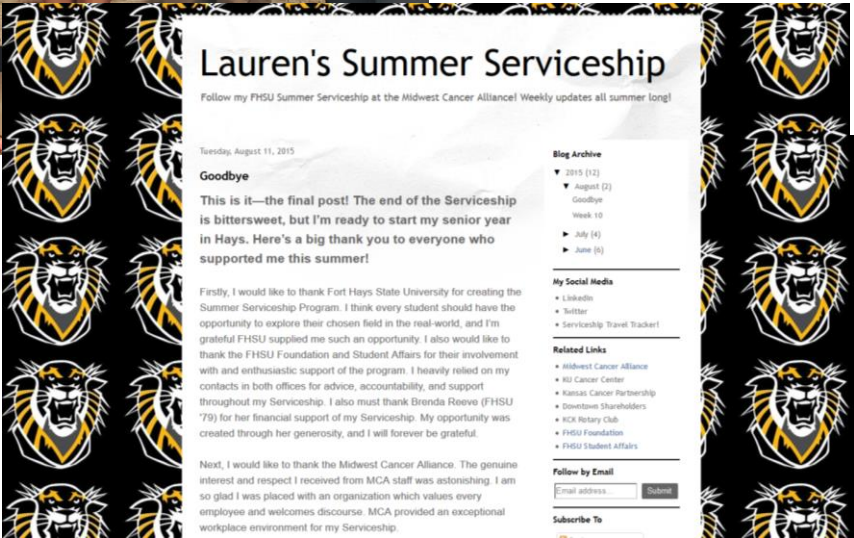 Lauren's Summer Serviceship
Follow my FHSU Summer Serviceship at the Midwest Cancer Alliance! Weekly updates all summer long!
Tuesday, August 11, 2015
Goodbye
This is it—the final post! The end of the Serviceship
is bittersweet, but I'm ready to start my senior year
in Hays. Here's a big thank you to everyone who
supported me this summer!
Firstly, I would like to thank Fort Hays State University for creating the
Summer Serviceship Program. I think every student should have the
opportunity to explore their chosen field in the real-world, and I'm
grateful FHSU supplied me such an opportunity. I also would like to
thank the FHSU Foundation and Student Affairs for their involvement
with and enthusiastic support of the program. I heavily relied on my
contacts in both offices for advice, accountability, and support
throughout my Serviceship. I also must thank Brenda Reeve (FHSU
'79) for her financial support of my Serviceship. My opportunity was
created through her generosity, and I will forever be grateful.
Next, I would like to thank the Midwest Cancer Alliance. The genuine
interest and respect I received from MCA staff was astonishing. I am
so glad I was placed with an organization which values every
employee and welcomes discourse. MCA provided an exceptional
workplace environment for my Serviceship.
Blog Archive
▼ 2015 (12)
▼ August (2)
Goodbye
Week 10
► July (4)
► June (6)
My Social Media
• LinkedIn
• Twitter
• Serviceship Travel Tracker!
Related Links
• Midwest Cancer Alliance
• KU Cancer Center
• Kansas Cancer Partnership
• Downtown Shareholders
• KCK Rotary Club
• FHSU Foundation
• FHSU Student Affairs
Follow by Email
Email address... Submit
Subscribe To